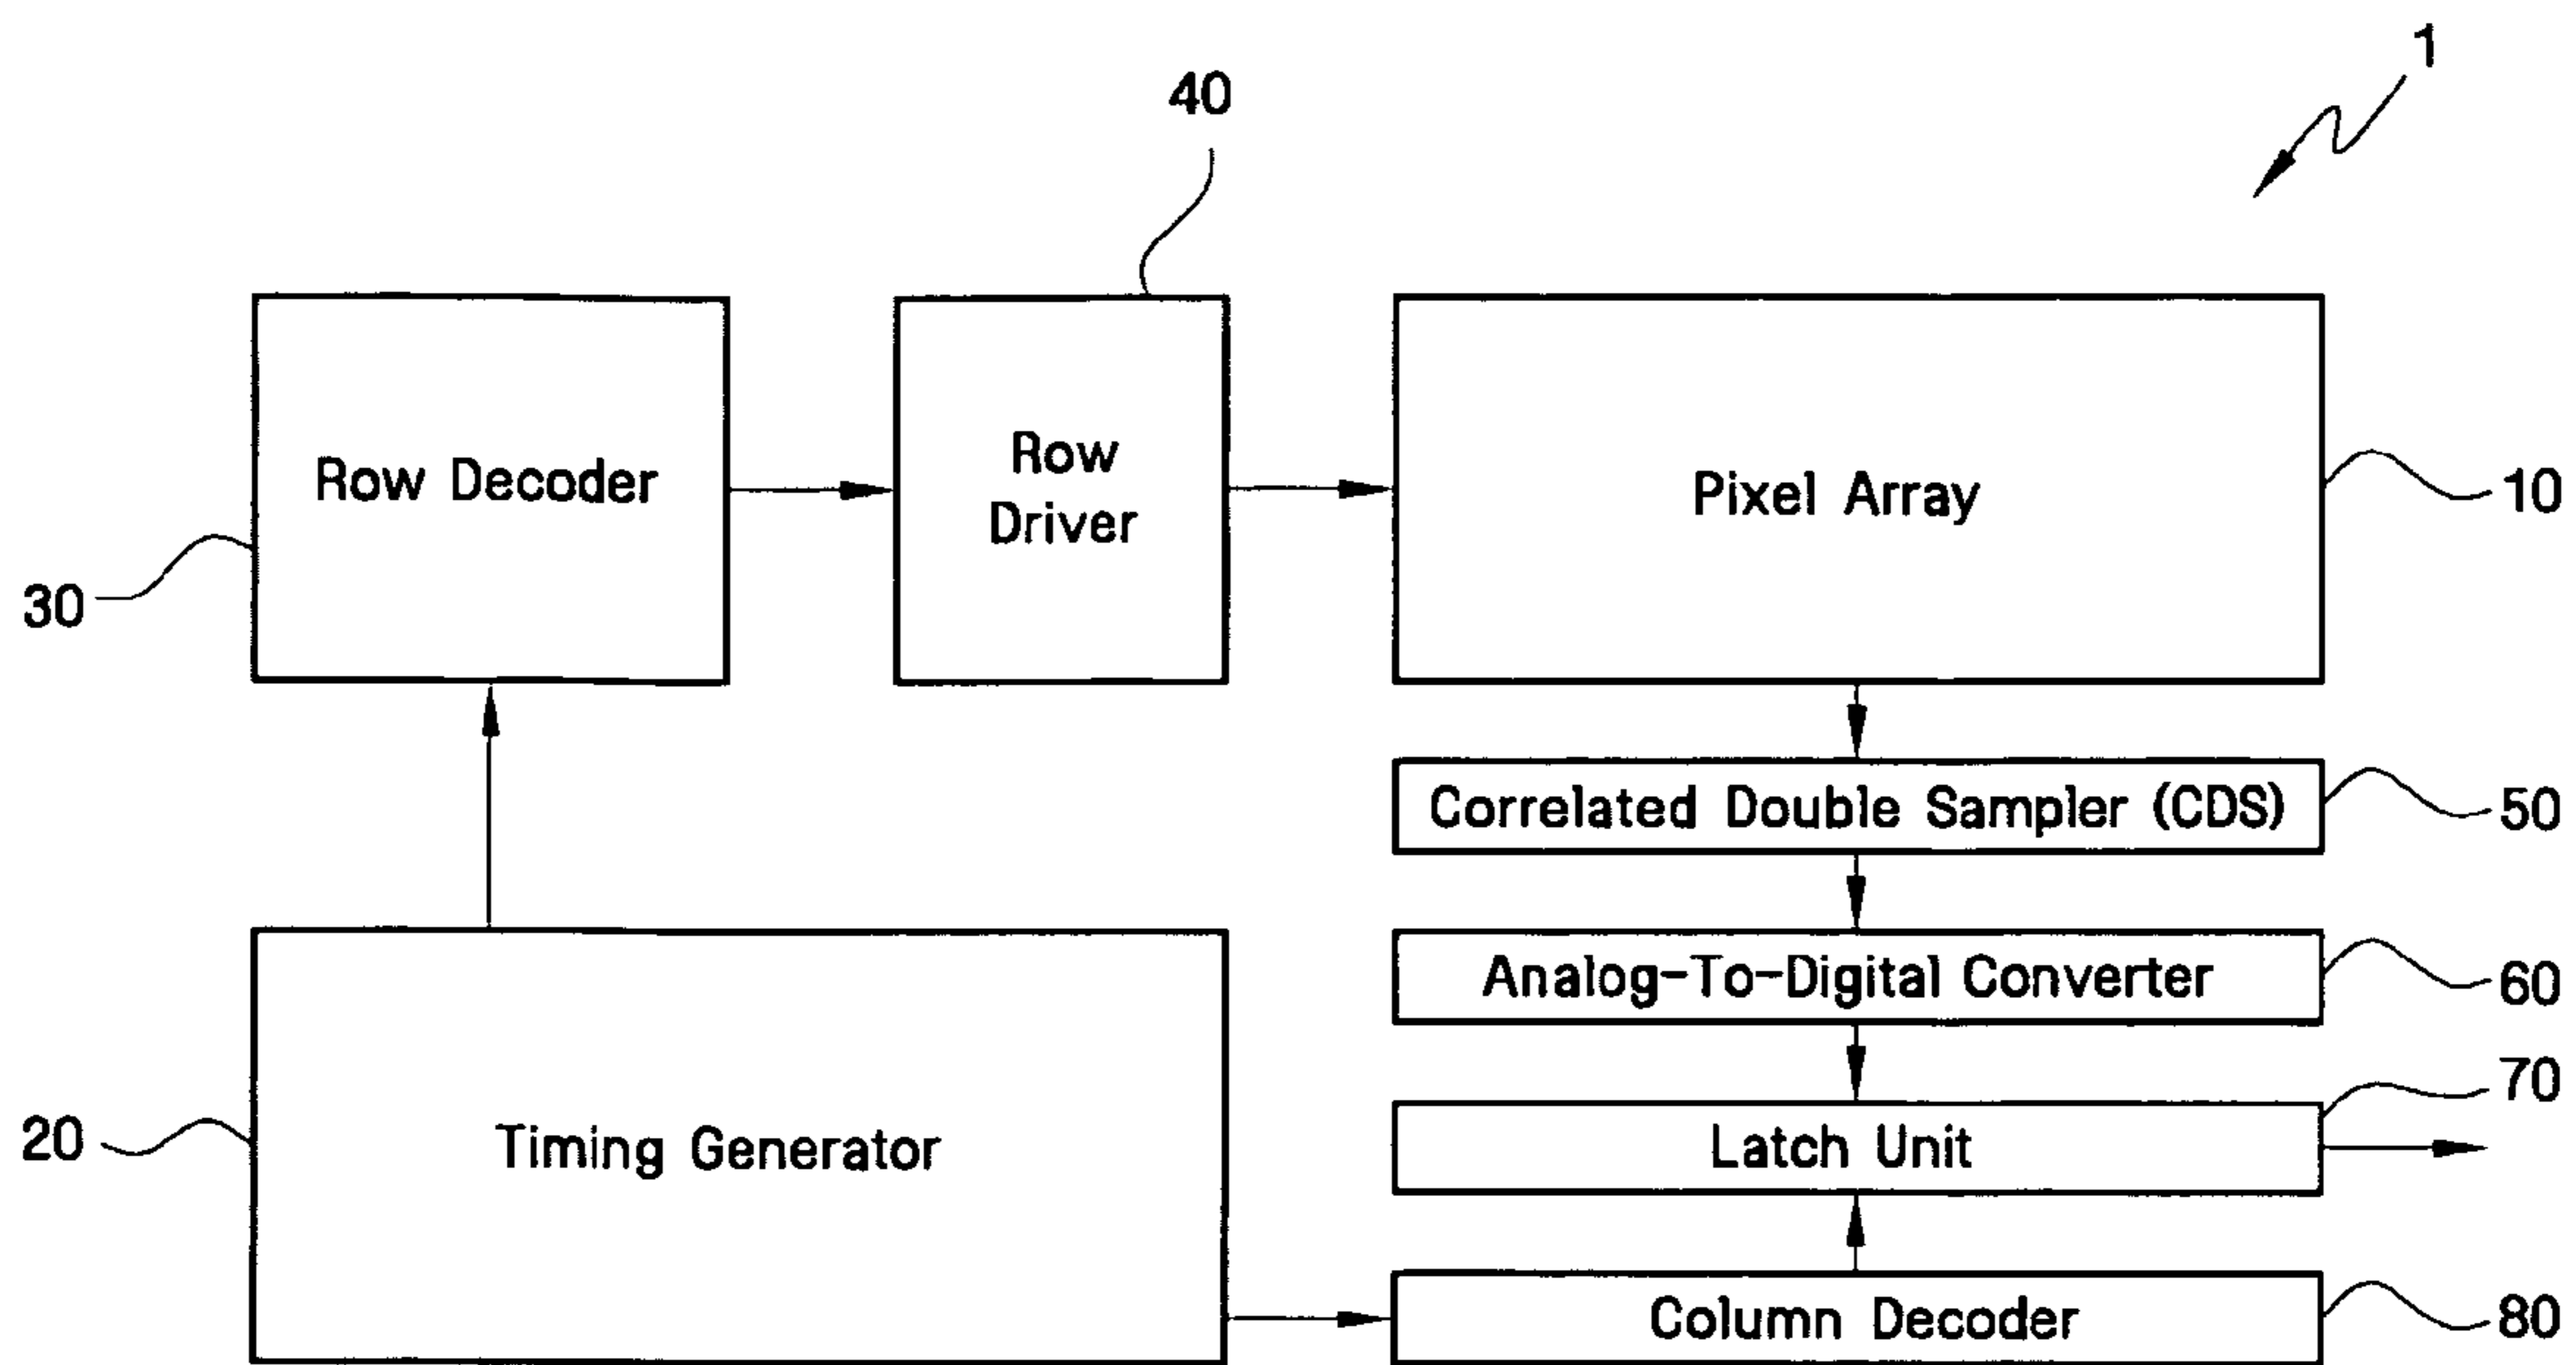 1
40
Row Decoder
Row
Driver
Pixel Array
10
30
Correlated Double Sampler (CDS)
50
Analog-To-Digital Converter
60
70
20
Timing Generator
Latch Unit
Column Decoder
80